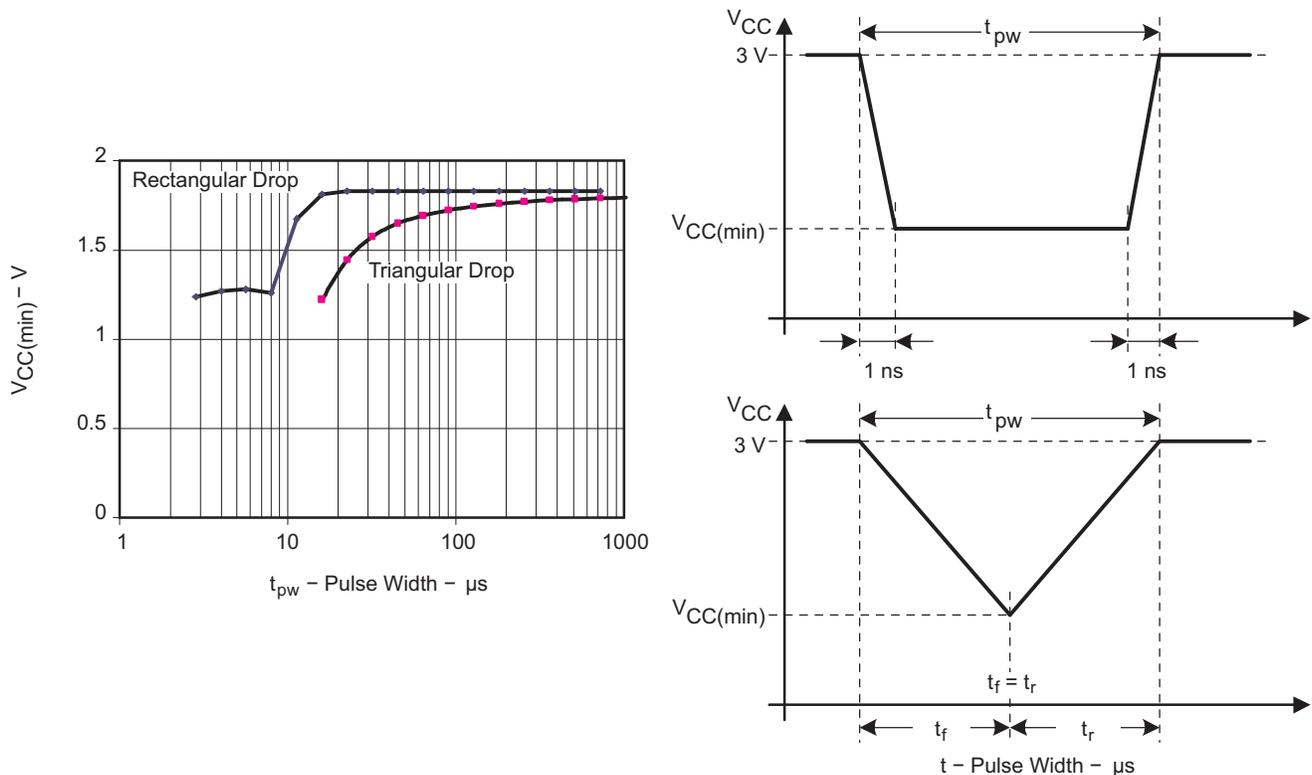 2
1.5
1
0.5
0
VCC(min) – V
Rectangular Drop
Triangular Drop
1
10
100
1000
tpw – Pulse Width – µs
VCC
3 V
tpw
VCC(min)
1 ns
1 ns
VCC
3 V
tpw
VCC(min)
tf = tr
tf
tr
t – Pulse Width – µs